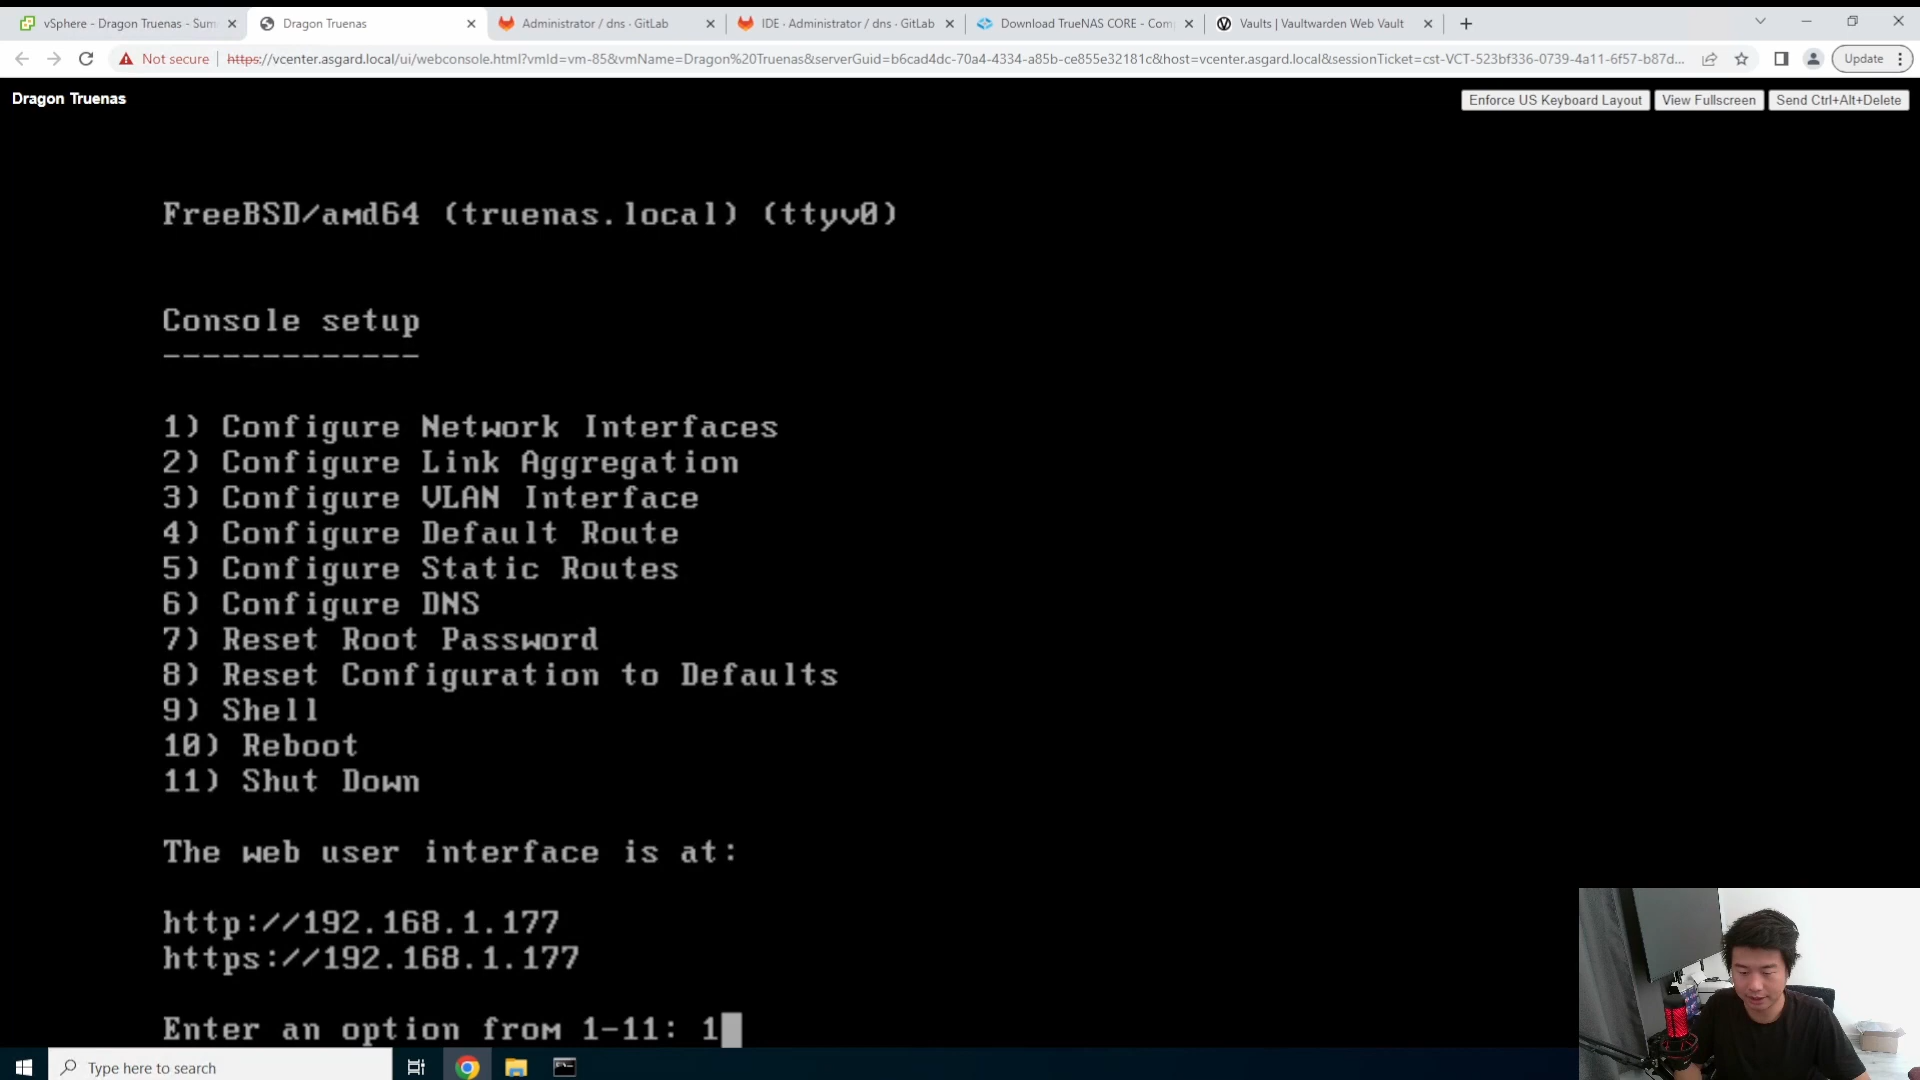 vSphere - Dragon Truenas - Sum
Dragon Truenas
Administrator / dns · GitLab
IDE · Administrator / dns · GitLab
Download TrueNAS CORE - Com
Vaults | Vaultwarden Web Vault
Not secure
https://vcenter.asgard.local/ui/webconsole.html?vmId=vm-85&vmName=Dragon%20Truenas&serverGuid=b6cad4dc-70a4-4334-a85b-ce855e32181c&host=vcenter.asgard.local&sessionTicket=cst-VCT-523bf336-0739-4a11-6f57-b87d...
Update
Dragon Truenas
Enforce US Keyboard Layout
View Fullscreen
Send Ctrl+Alt+Delete
FreeBSD/amd64 (truenas.local) (ttyv0)
Console setup
-------------
1) Configure Network Interfaces
2) Configure Link Aggregation
3) Configure VLAN Interface
4) Configure Default Route
5) Configure Static Routes
6) Configure DNS
7) Reset Root Password
8) Reset Configuration to Defaults
9) Shell
10) Reboot
11) Shut Down
The web user interface is at:
http://192.168.1.177
https://192.168.1.177
Enter an option from 1-11: 1
Type here to search